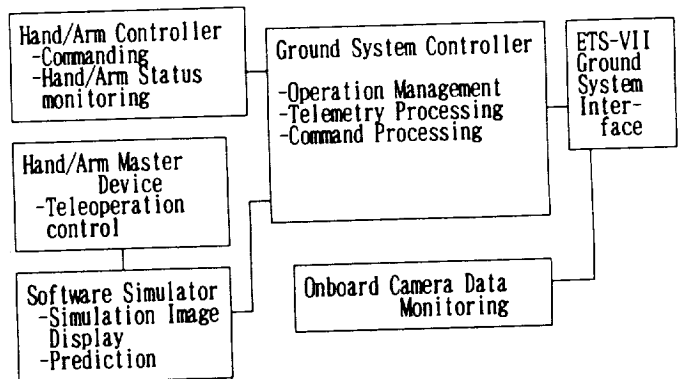 Hand/Arm Controller
-Commanding
-Hand/Arm Status
monitoring
Ground System Controller
-Operation Management
-Telemetry Processing
-Command Processing
ETS-VII
Ground
System
Inter-
face
Hand/Arm Master
Device
-Teleoperation
control
Software Simulator
-Simulation Image
Display
-Prediction
Onboard Camera Data
Monitoring